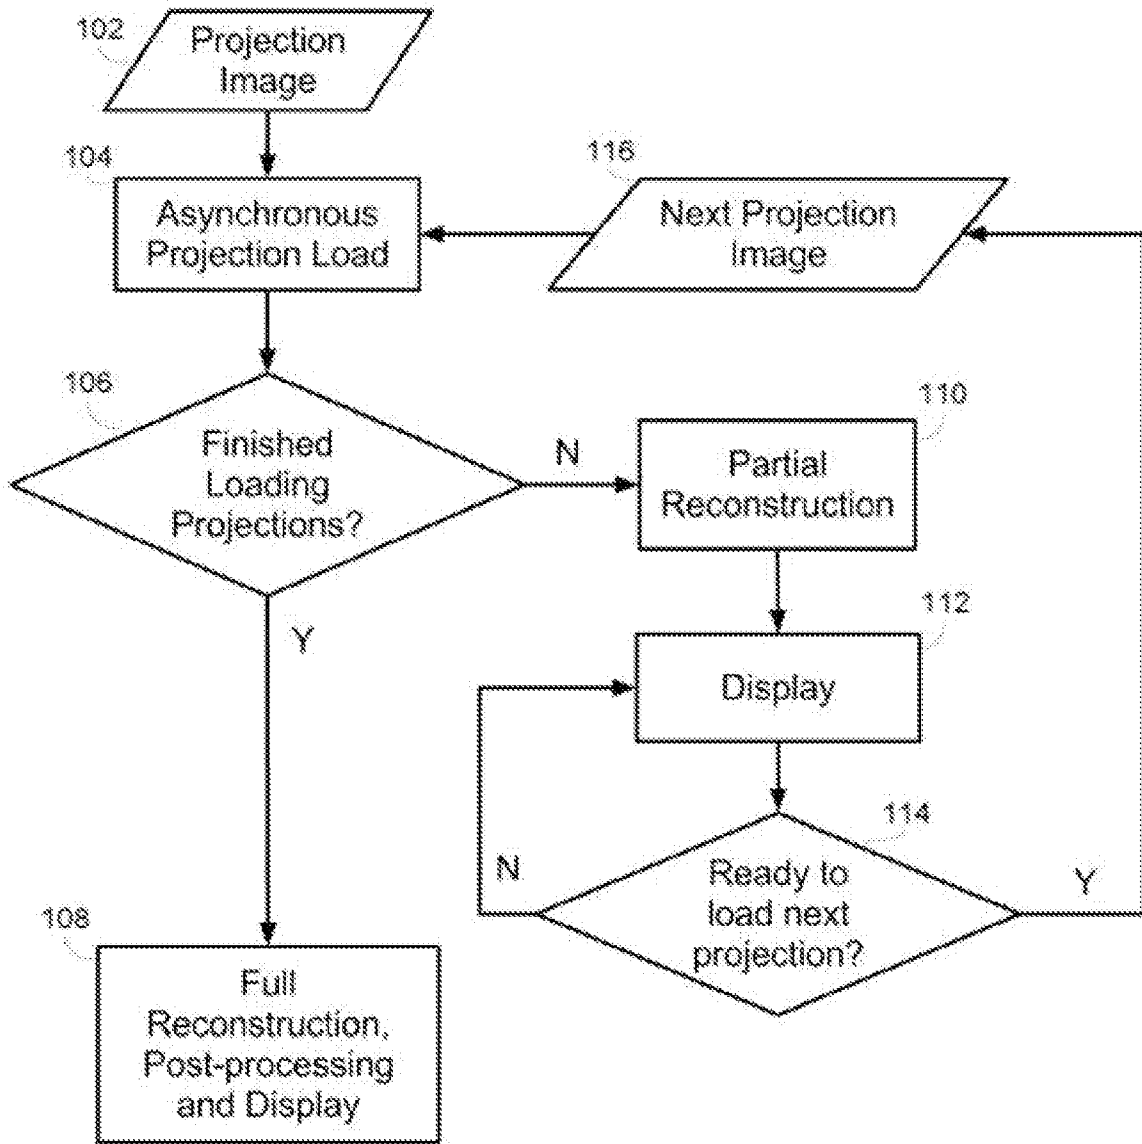 102
Projection
Image
104
Asynchronous
Projection Load
116
Next Projection
Image
106
Finished
Loading
Projections?
N
110
Partial
Reconstruction
Y
112
Display
114
N
Ready to
load next
projection?
Y
108
Full
Reconstruction,
Post-processing
and Display